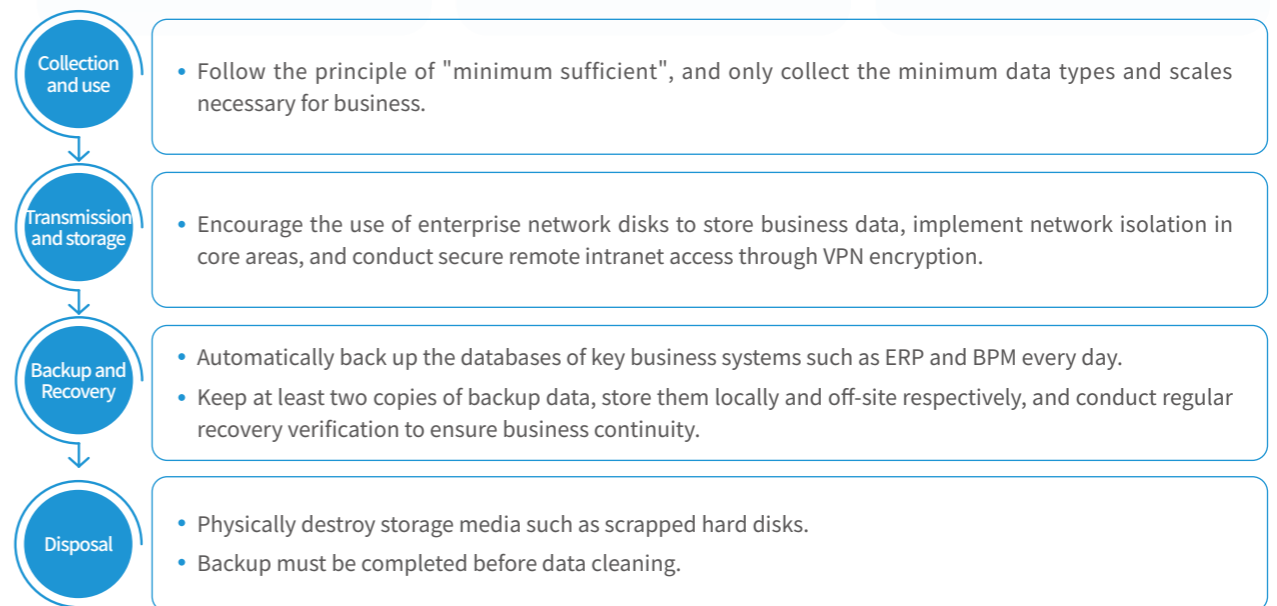 Collection
and use
• Follow the principle of "minimum sufficient", and only collect the minimum data types and scales
necessary for business.
Transmission
and storage
• Encourage the use of enterprise network disks to store business data, implement network isolation in
core areas, and conduct secure remote intranet access through VPN encryption.
Backup and
Recovery
• Automatically back up the databases of key business systems such as ERP and BPM every day.
• Keep at least two copies of backup data, store them locally and off-site respectively, and conduct regular
recovery verification to ensure business continuity.
Disposal
• Physically destroy storage media such as scrapped hard disks.
• Backup must be completed before data cleaning.